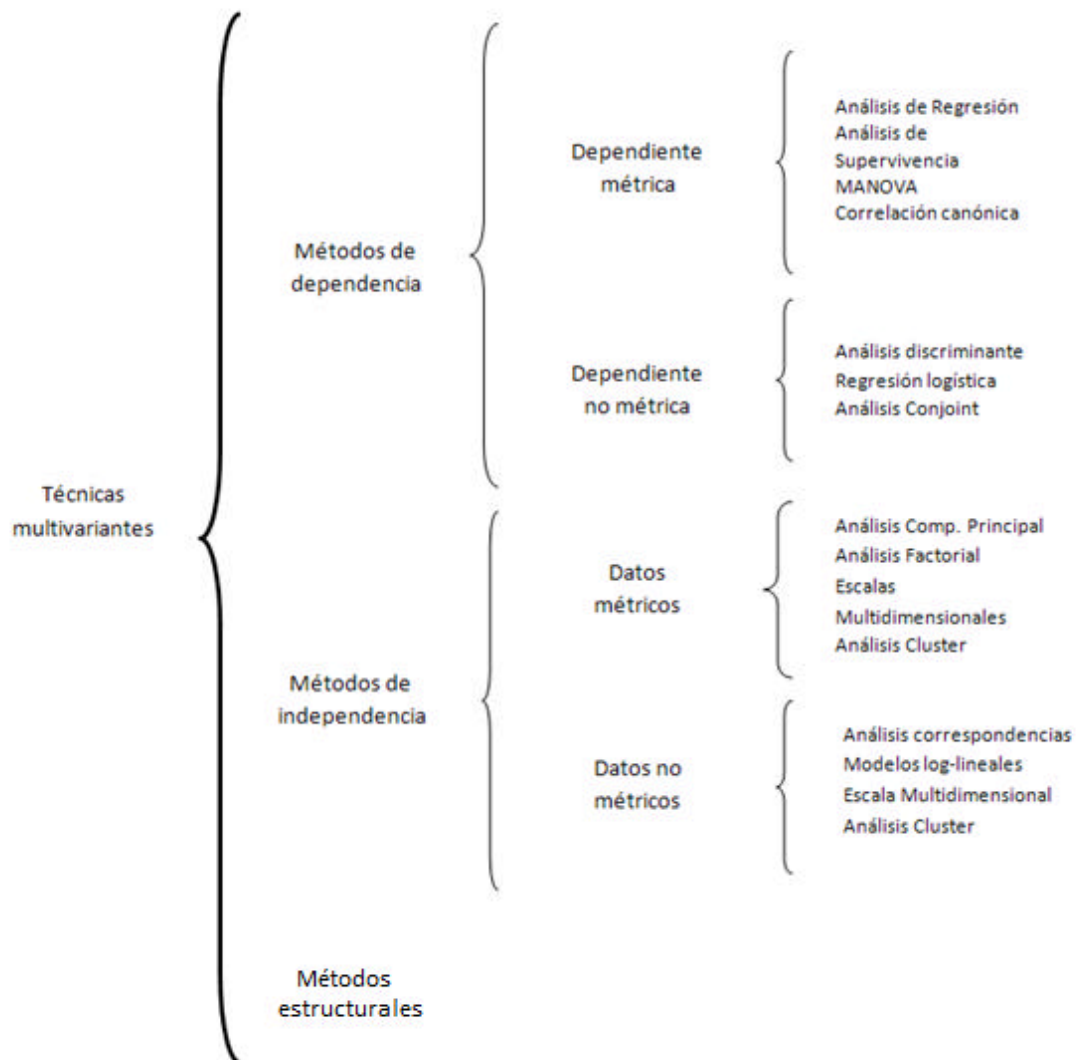 Técnicas
multivariantes
Métodos de
dependencia
Dependiente
métrica
Análisis de Regresión
Análisis de
Supervivencia
MANOVA
Correlación canónica
Dependiente
no métrica
Análisis discriminante
Regresión logística
Análisis Conjoint
Métodos de
independencia
Datos
métricos
Análisis Comp. Principal
Análisis Factorial
Escalas
Multidimensionales
Análisis Cluster
Datos no
métricos
Análisis correspondencias
Modelos log-lineales
Escala Multidimensional
Análisis Cluster
Métodos
estructurales